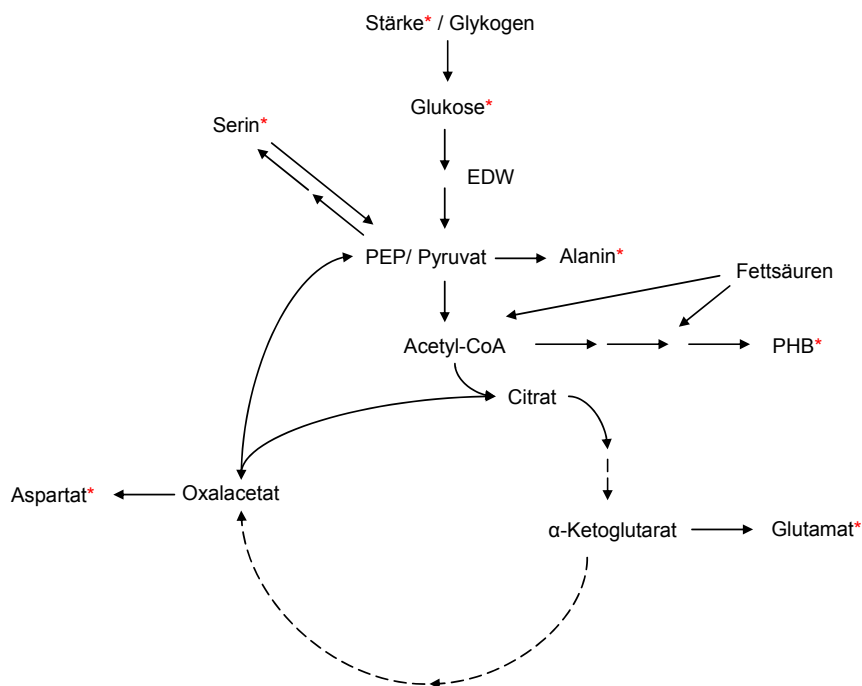 Stärke* / Glykogen
Glukose*
Serin*
EDW
PEP/ Pyruvat
Alanin*
Fettsäuren
Acetyl-CoA
PHB*
Citrat
Aspartat*
Oxalacetat
α-Ketoglutarat
Glutamat*